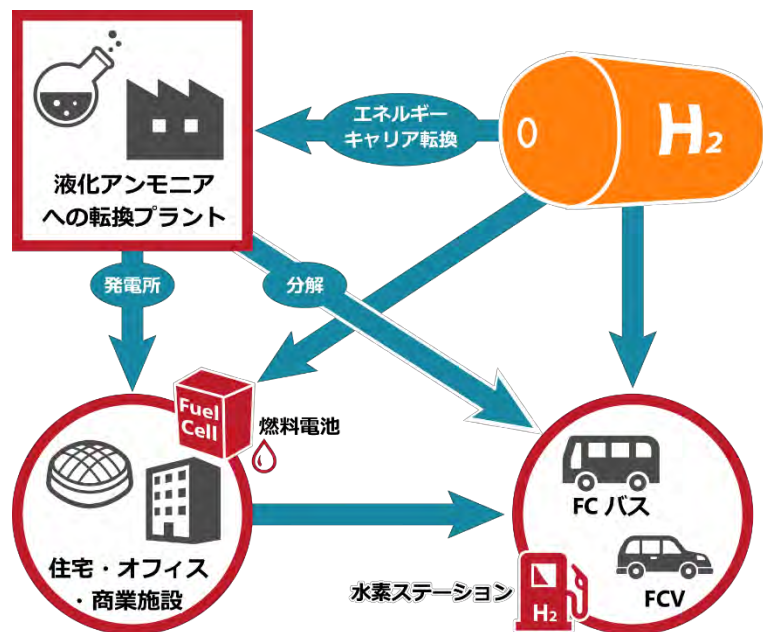 エネルギー
キャリア転換
H2
液化アンモニア
への転換プラント
発電所
分解
Fuel
Cell
燃料電池
住宅・オフィス
・商業施設
FC バス
FCV
水素ステーション
H2